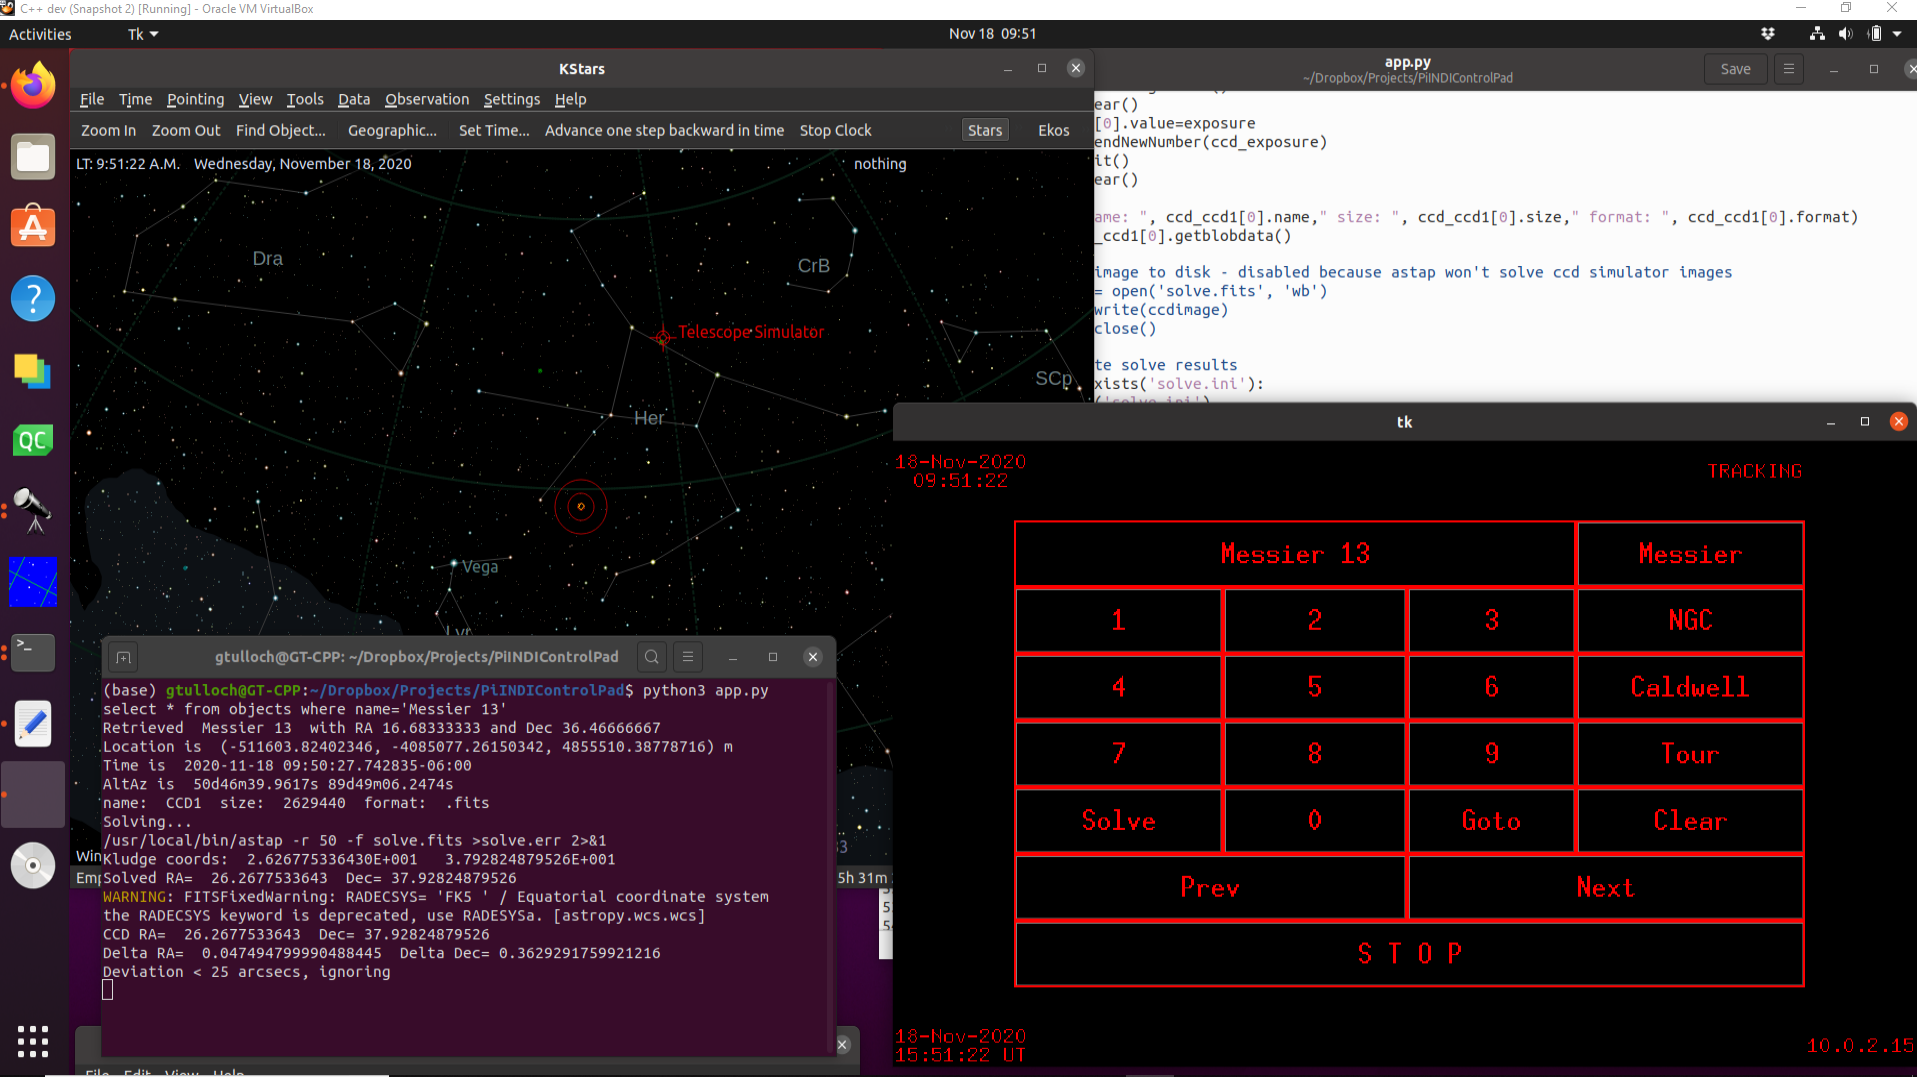 C++ dev (Snapshot 2) [Running] - Oracle VM VirtualBox
Activities
Tk
Nov 18 09:51
KStars
File Time Pointing View Tools Data Observation Settings Help
Zoom In Zoom Out Find Object... Geographic... Set Time... Advance one step backward in time Stop Clock Stars Ekos
LT: 9:51:22 A.M. Wednesday, November 18, 2020
nothing
Dra
CrB
Telescope Simulator
SCp
Her
Vega
Lyr
app.py
~/Dropbox/Projects/PiINDIControlPad
Save
ear()
[0].value=exposure
endNewNumber(ccd_exposure)
it()
ear()
ame: ", ccd_ccd1[0].name," size: ", ccd_ccd1[0].size," format: ", ccd_ccd1[0].format)
_ccd1[0].getblobdata()
image to disk - disabled because astap won't solve ccd simulator images
= open('solve.fits', 'wb')
write(ccdimage)
close()
te solve results
xists('solve.ini'):
('solve.ini')
gtulloch@GT-CPP: ~/Dropbox/Projects/PiINDIControlPad
(base) gtulloch@GT-CPP:~/Dropbox/Projects/PiINDIControlPad$ python3 app.py
select * from objects where name='Messier 13'
Retrieved Messier 13 with RA 16.68333333 and Dec 36.46666667
Location is (-511603.82402346, -4085077.26150342, 4855510.38778716) m
Time is 2020-11-18 09:50:27.742835-06:00
AltAz is 50d46m39.9617s 89d49m06.2474s
name: CCD1 size: 2629440 format: .fits
Solving...
/usr/local/bin/astap -r 50 -f solve.fits >solve.err 2>&1
Kludge coords: 2.626775336430E+001 3.792824879526E+001
Solved RA= 26.2677533643 Dec= 37.92824879526
WARNING: FITSFixedWarning: RADECSYS= 'FK5 ' / Equatorial coordinate system
the RADECSYS keyword is deprecated, use RADESYSa. [astropy.wcs.wcs]
CCD RA= 26.2677533643 Dec= 37.92824879526
Delta RA= 0.047494799990488445 Delta Dec= 0.3629291759921216
Deviation < 25 arcsecs, ignoring
Win
Emp
33
5h 31m
5
54
File Edit View Help
tk
18-Nov-2020
09:51:22
TRACKING
Messier 13
Messier
1 2 3 NGC
4 5 6 Caldwell
7 8 9 Tour
Solve 0 Goto Clear
Prev Next
S T O P
18-Nov-2020
15:51:22 UT
10.0.2.15